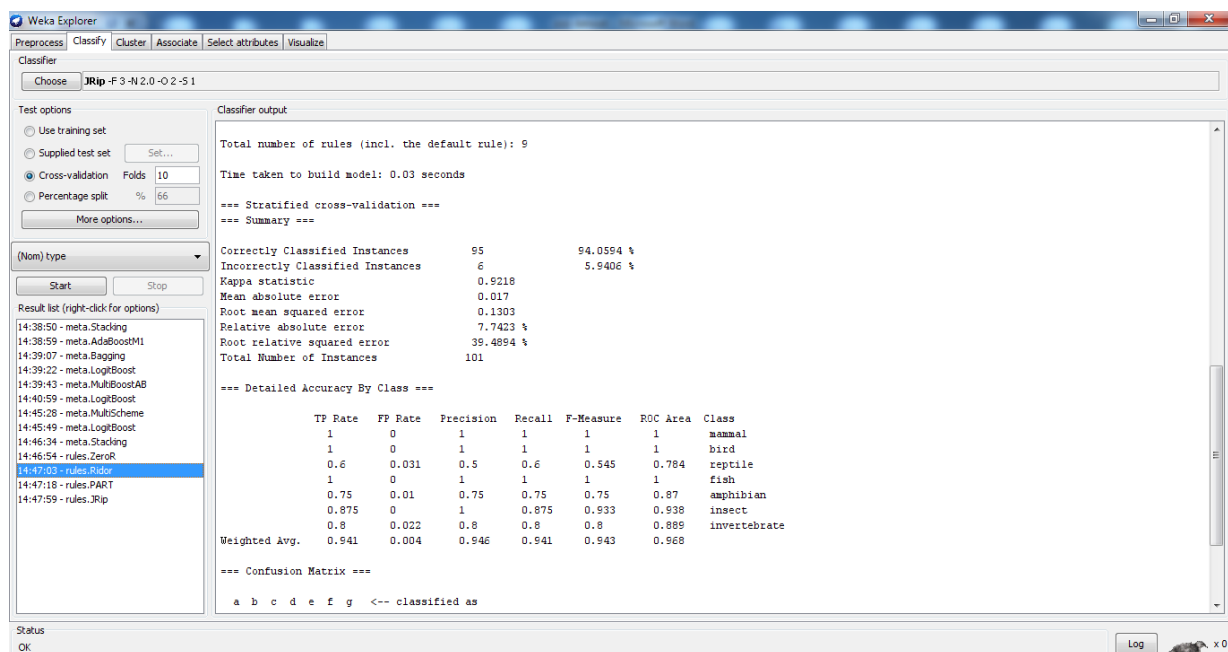 Weka Explorer
Preprocess Classify Cluster Associate Select attributes Visualize
Classifier
Choose JRip -F 3 -N 2.0 -O 2 -S 1
Test options
Use training set
Supplied test set Set...
Cross-validation Folds 10
Percentage split % 66
More options...
(Nom) type
Start Stop
Result list (right-click for options)
14:38:50 - meta.Stacking
14:38:59 - meta.AdaBoostM1
14:39:07 - meta.Bagging
14:39:22 - meta.LogitBoost
14:39:43 - meta.MultiBoostAB
14:40:59 - meta.LogitBoost
14:45:28 - meta.MultiScheme
14:45:49 - meta.LogitBoost
14:46:34 - meta.Stacking
14:46:54 - rules.ZeroR
14:47:03 - rules.Ridor
14:47:18 - rules.PART
14:47:59 - rules.JRip
Classifier output
Total number of rules (incl. the default rule): 9
Time taken to build model: 0.03 seconds
=== Stratified cross-validation ===
=== Summary ===
Correctly Classified Instances 95 94.0594 %
Incorrectly Classified Instances 6 5.9406 %
Kappa statistic 0.9218
Mean absolute error 0.017
Root mean squared error 0.1303
Relative absolute error 7.7423 %
Root relative squared error 39.4894 %
Total Number of Instances 101
=== Detailed Accuracy By Class ===
TP Rate FP Rate Precision Recall F-Measure ROC Area Class
1 0 1 1 1 1 mammal
1 0 1 1 1 1 bird
0.6 0.031 0.5 0.6 0.545 0.784 reptile
1 0 1 1 1 1 fish
0.75 0.01 0.75 0.75 0.75 0.87 amphibian
0.875 0 1 0.875 0.933 0.938 insect
0.8 0.022 0.8 0.8 0.8 0.889 invertebrate
Weighted Avg. 0.941 0.004 0.946 0.941 0.943 0.968
=== Confusion Matrix ===
a b c d e f g <-- classified as
Status
OK
Log
x 0